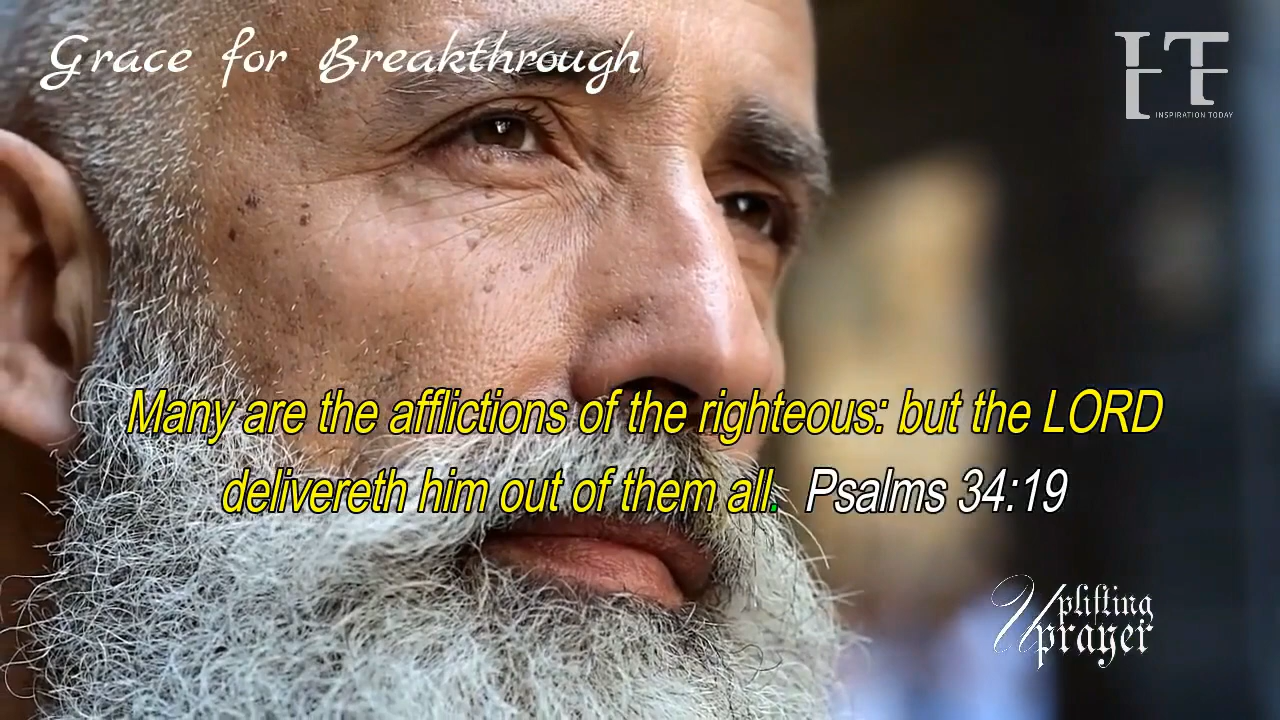 Grace for Breakthrough
INSPIRATION TODAY
Many are the afflictions of the righteous: but the LORD
delivereth him out of them all. Psalms 34:19
Uplifting
prayer